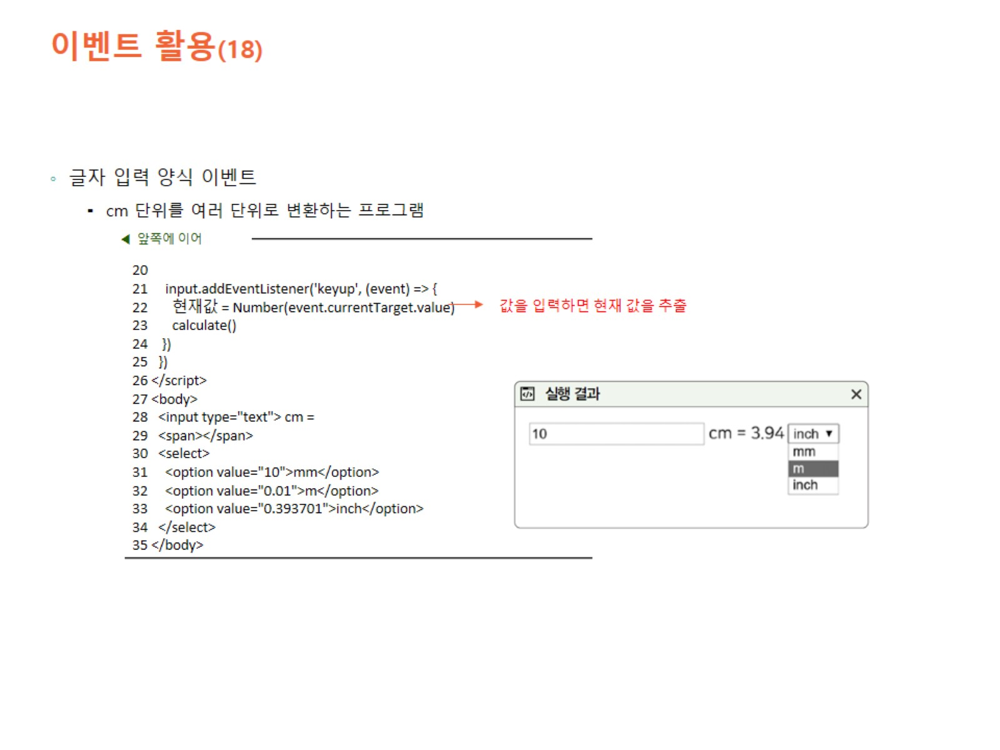 이벤트 활용(18)
◦ 글자 입력 양식 이벤트
▪ cm 단위를 여러 단위로 변환하는 프로그램
◀ 앞쪽에 이어
20
21 input.addEventListener('keyup', (event) => {
22 현재값 = Number(event.currentTarget.value) 값을 입력하면 현재 값을 추출
23 calculate()
24 })
25 })
26 </script>
27 <body>
28 <input type="text"> cm =
29 <span></span>
30 <select>
31 <option value="10">mm</option>
32 <option value="0.01">m</option>
33 <option value="0.393701">inch</option>
34 </select>
35 </body>
실행 결과
10 cm = 3.94 inch ▼
mm
m
inch